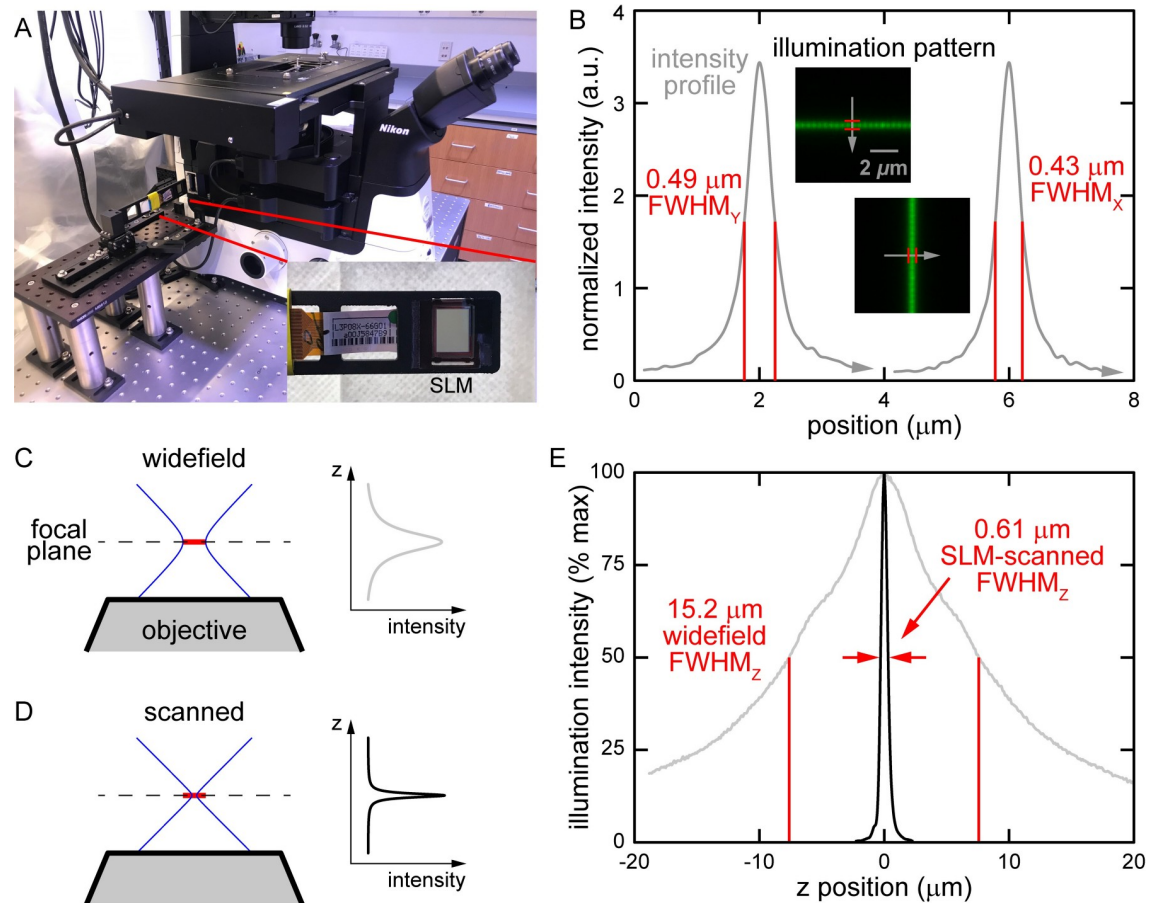 A
Nikon
L3P08X-66G01
SLM
B
4
3
2
1
0
normalized intensity (a.u.)
intensity
profile
illumination pattern
2 μm
0.49 μm
FWHMY
0.43 μm
FWHMX
0
2
4
6
8
position (μm)
C
widefield
focal
plane
objective
z
intensity
D
scanned
z
intensity
E
100
75
50
25
0
illumination intensity (% max)
15.2 μm
widefield
FWHMZ
0.61 μm
SLM-scanned
FWHMZ
-20
-10
0
10
20
z position (μm)